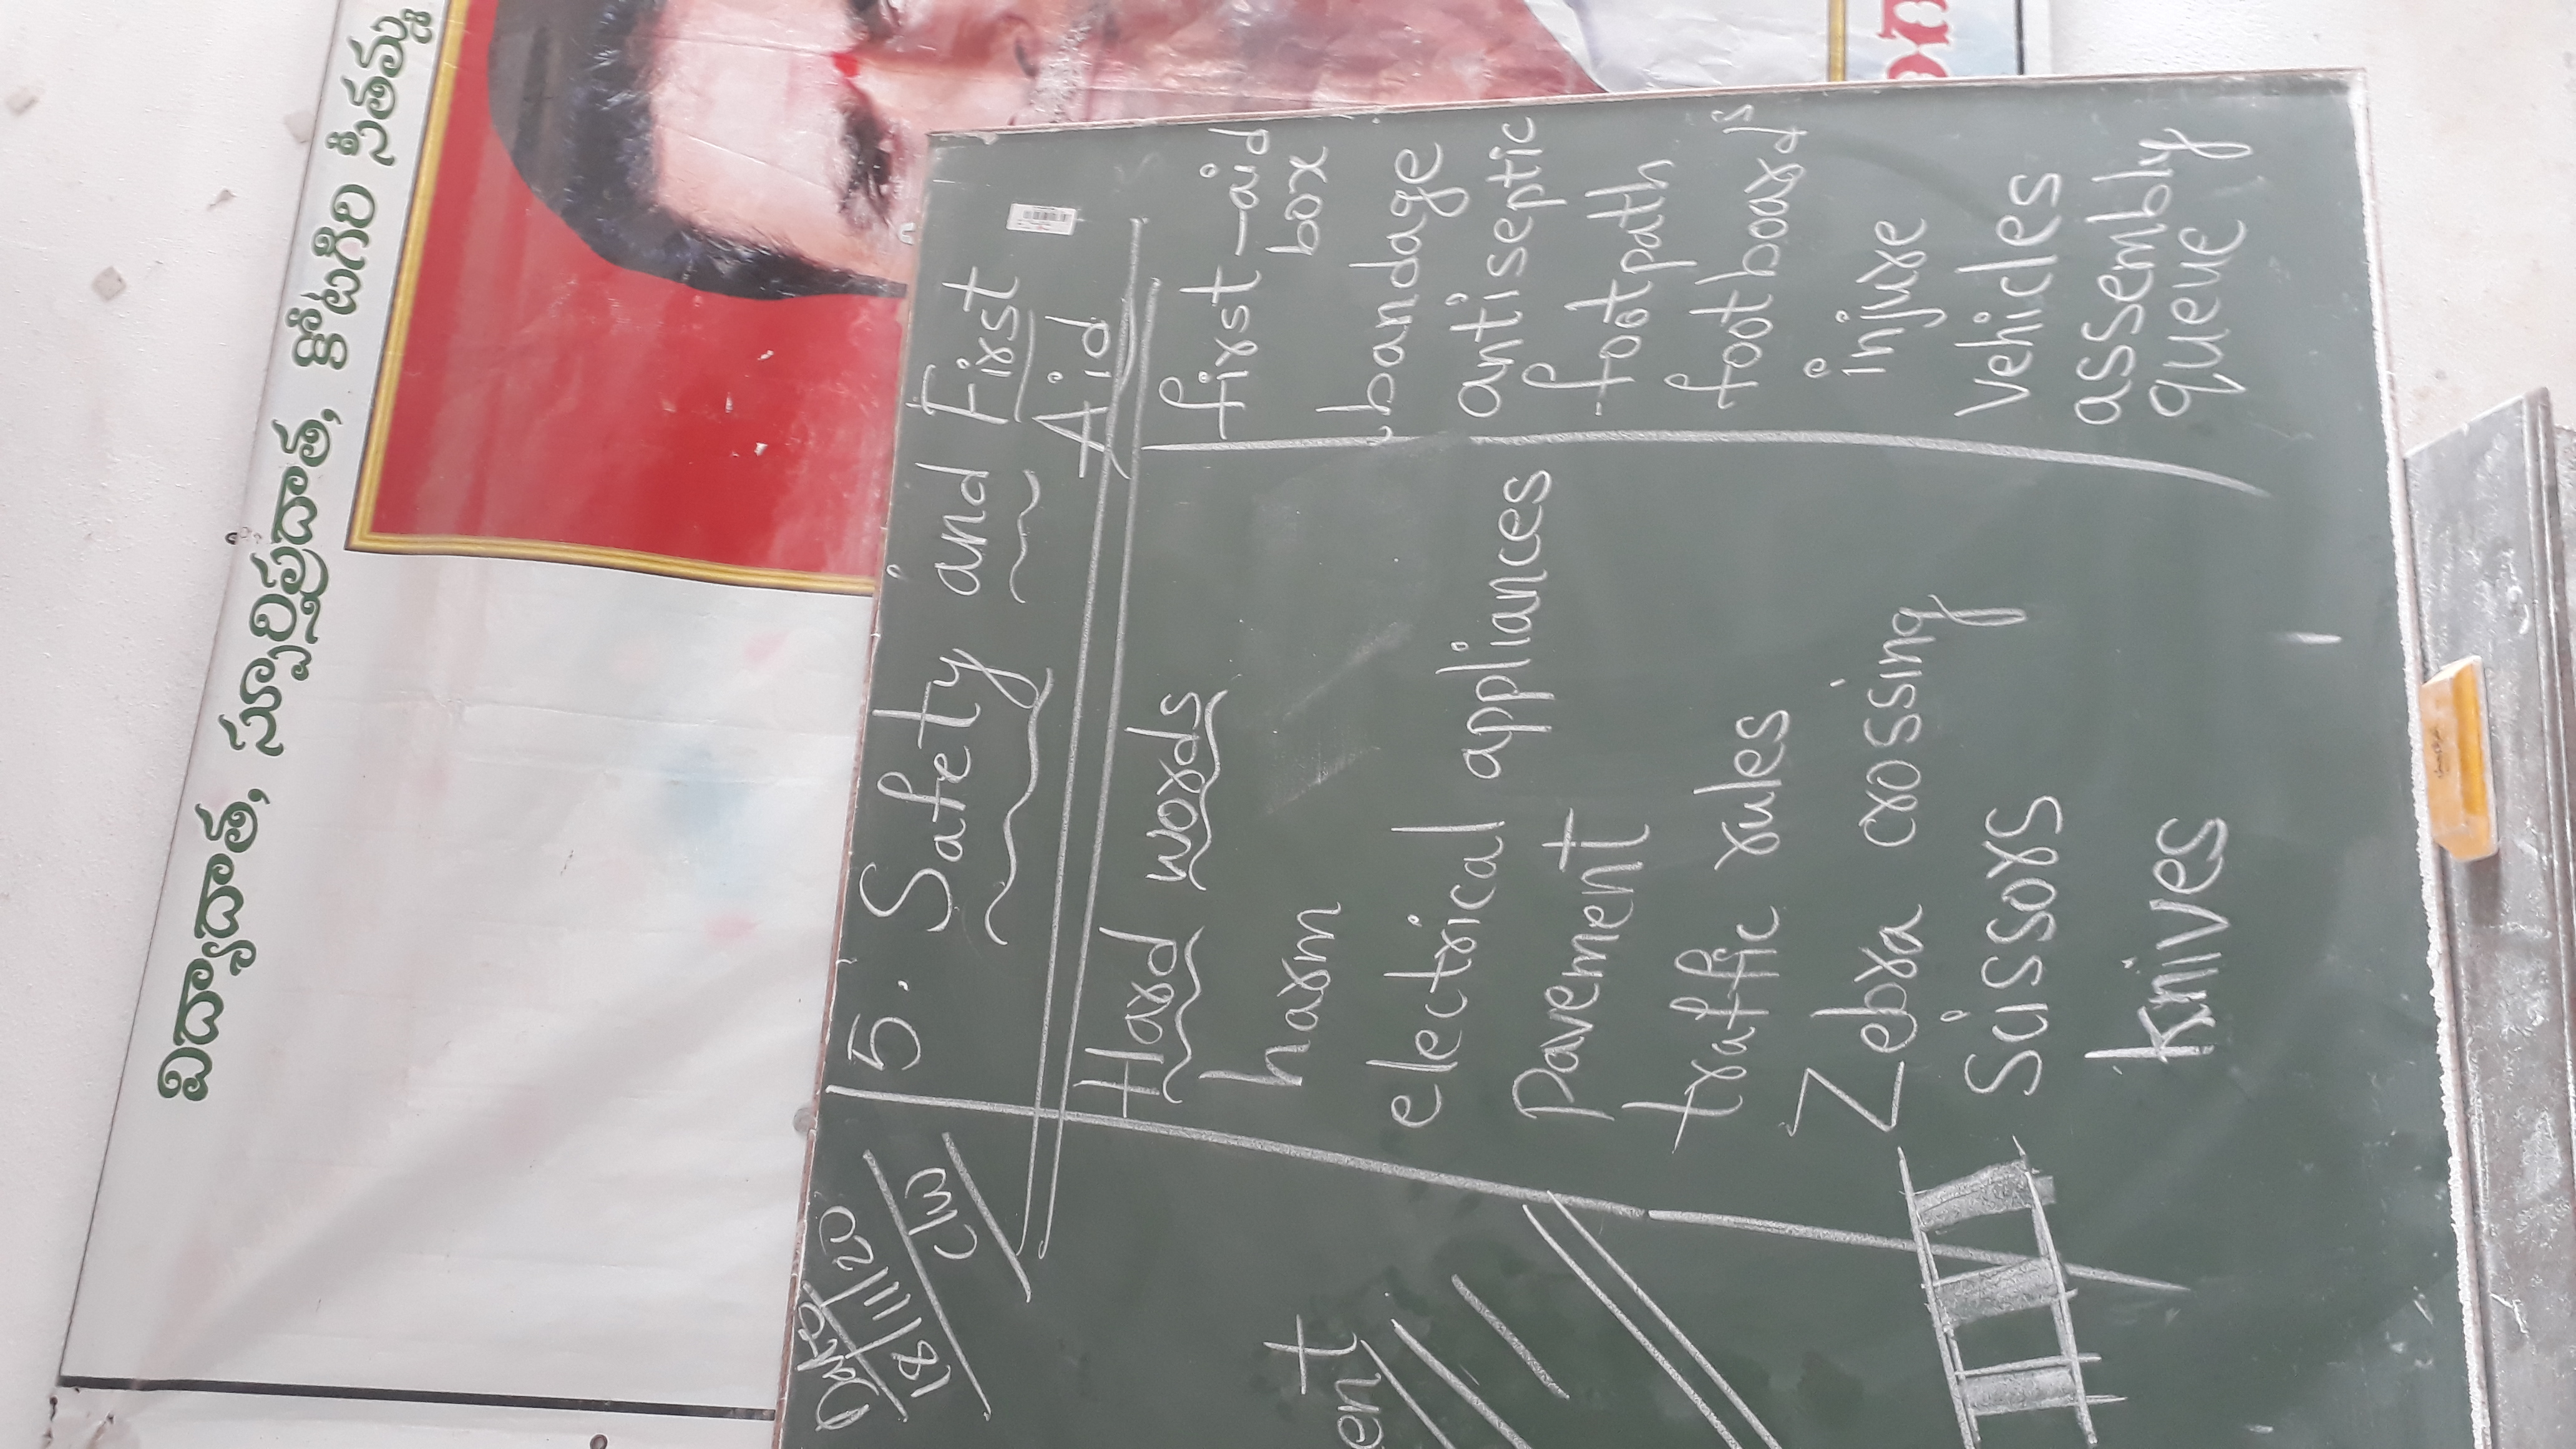 విద్యాదాత, స్పూర్తిప్రదాత, కోటగిరి సీతమ్మ
Date
18/11/20
C/W
5. Safety and First
Aid
Hard words
harm
electrical appliances
pavement
traffic rules
Zebra crossing
Scissors
knives
first-aid
box
bandage
antiseptic
footpath
footboards
injure
Vehicles
assembly
queue
ent